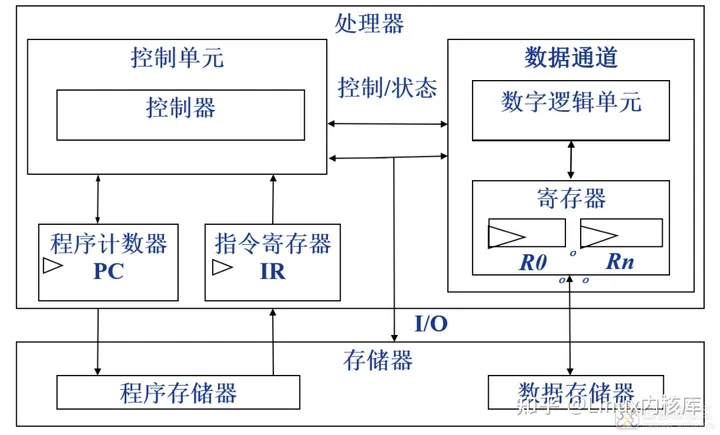 处理器
控制单元
控制器
控制/状态
数据通道
数字逻辑单元
寄存器
R0
Rn
程序计数器
PC
指令寄存器
IR
I/O
存储器
程序存储器
数据存储器
知乎 @Linux内核库